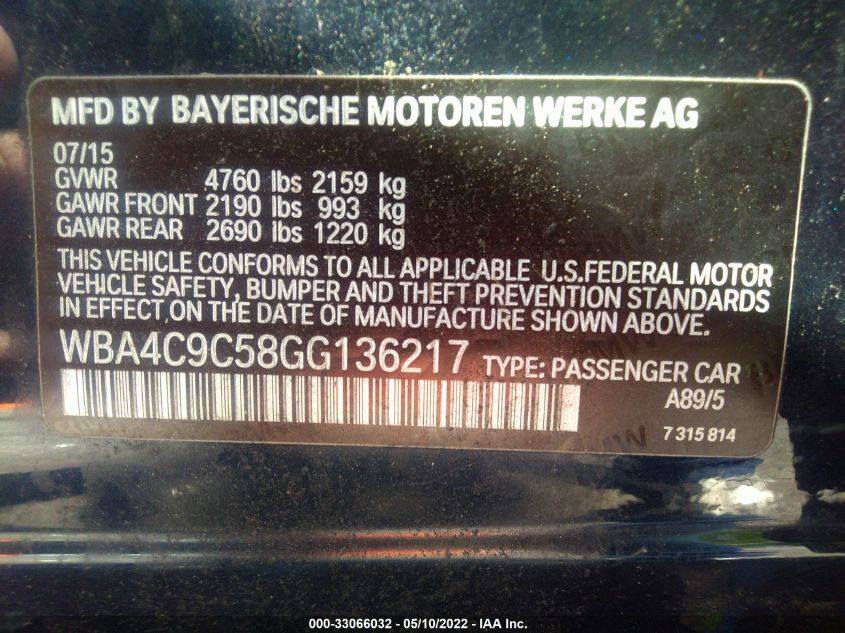 MFD BY BAYERISCHE MOTOREN WERKE AG
07/15
GVWR 4760 lbs 2159 kg
GAWR FRONT 2190 lbs 993 kg
GAWR REAR 2690 lbs 1220 kg
THIS VEHICLE CONFORMS TO ALL APPLICABLE U.S.FEDERAL MOTOR
VEHICLE SAFETY, BUMPER AND THEFT PREVENTION STANDARDS
IN EFFECT ON THE DATE OF MANUFACTURE SHOWN ABOVE.
WBA4C9C58GG136217 TYPE: PASSENGER CAR
A89/5
7 315 814
000-33066032 - 05/10/2022 - IAA Inc.